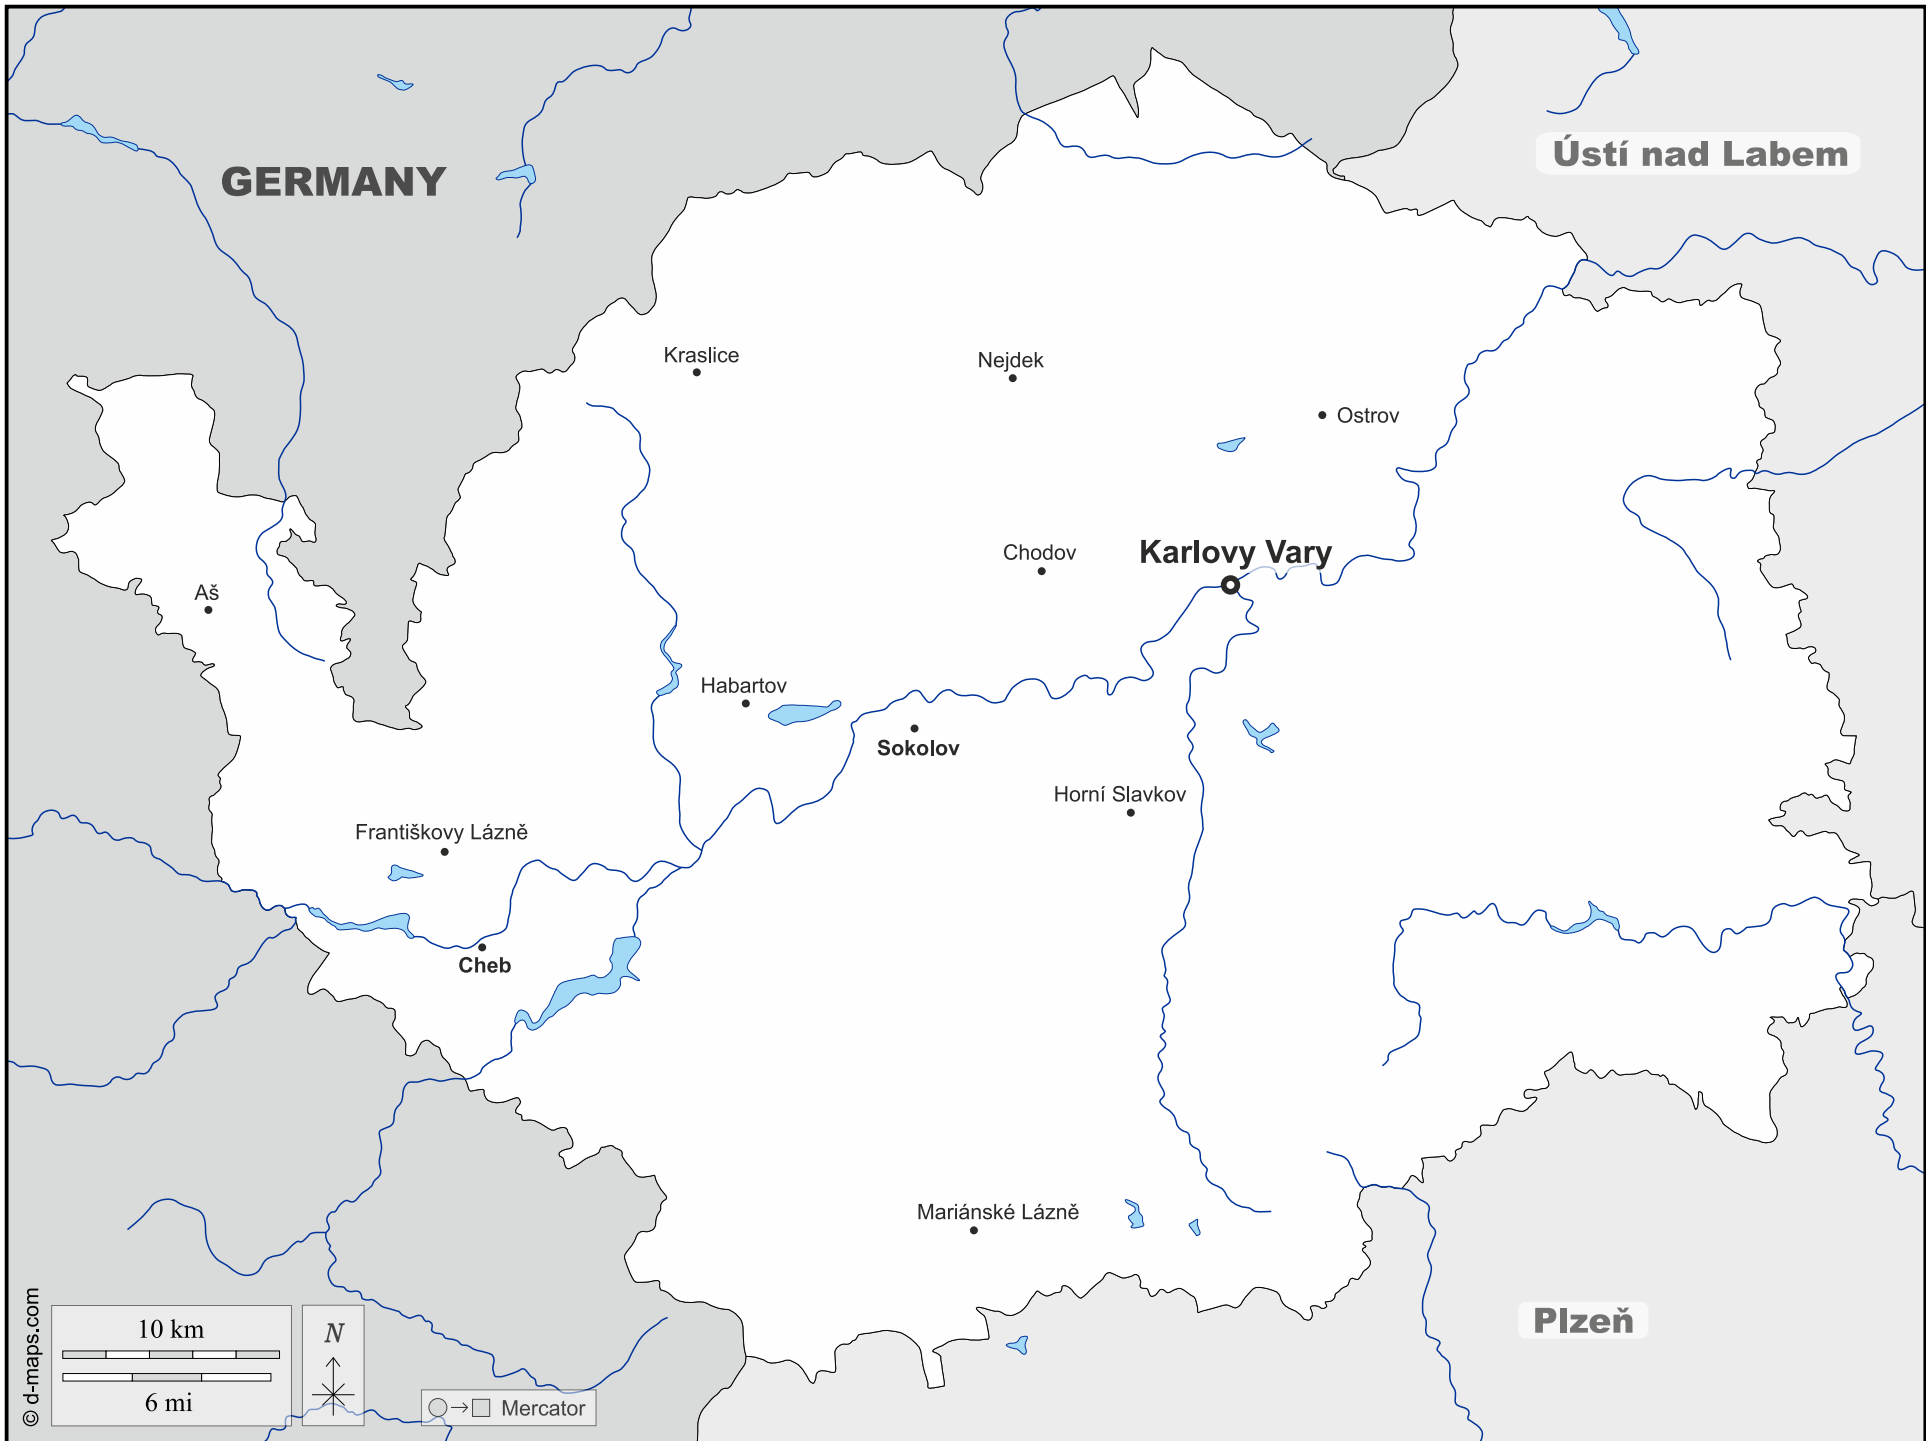 GERMANY
Ústí nad Labem
Kraslice
Nejdek
Ostrov
Chodov
Karlovy Vary
Aš
Habartov
Sokolov
Horní Slavkov
Františkovy Lázně
Cheb
Mariánské Lázně
Plzeň
10 km
6 mi
N
Mercator
© d-maps.com